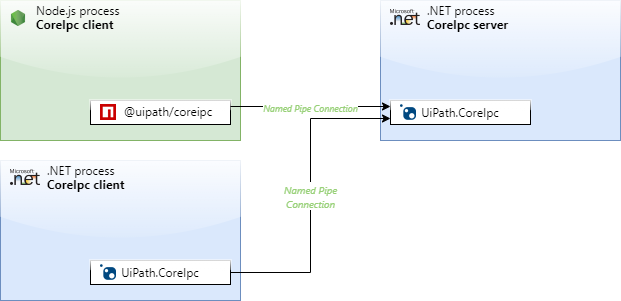 Node.js process
CoreIpc client
@uipath/coreipc
Named Pipe Connection
Microsoft
.net
.NET process
CoreIpc server
UiPath.CoreIpc
Microsoft
.net
.NET process
CoreIpc client
UiPath.CoreIpc
Named Pipe
Connection